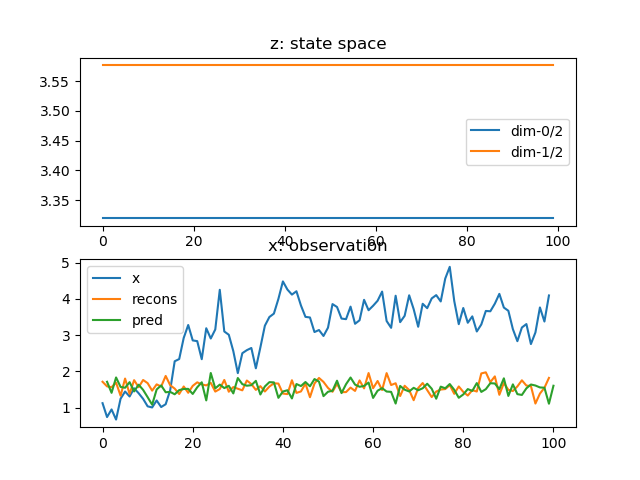 z: state space
3.55
3.50
3.45
3.40
3.35
dim-0/2
dim-1/2
0 20 40 60 80 100
x: observation
5
4
3
2
1
x
recons
pred
0 20 40 60 80 100